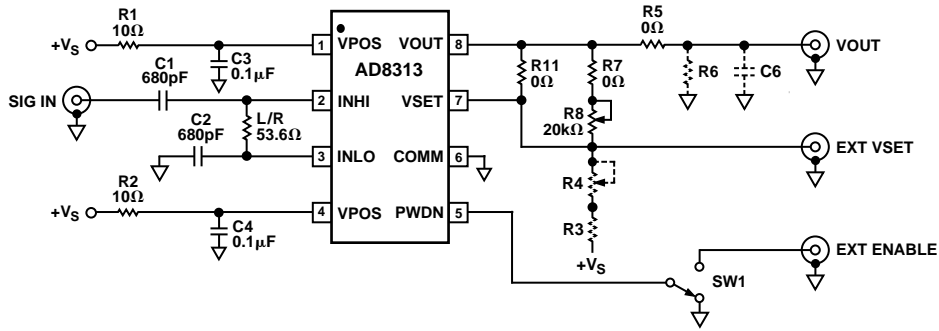 R1
10Ω
+VS
C3
0.1μF
1 VPOS VOUT 8
AD8313
R5
0Ω
VOUT
R11
0Ω
R7
0Ω
R6
C6
C1
680pF
SIG IN
2 INHI VSET 7
L/R
53.6Ω
R8
20kΩ
C2
680pF
3 INLO COMM 6
EXT VSET
R4
R2
10Ω
+VS
4 VPOS PWDN 5
C4
0.1μF
R3
+VS
EXT ENABLE
SW1